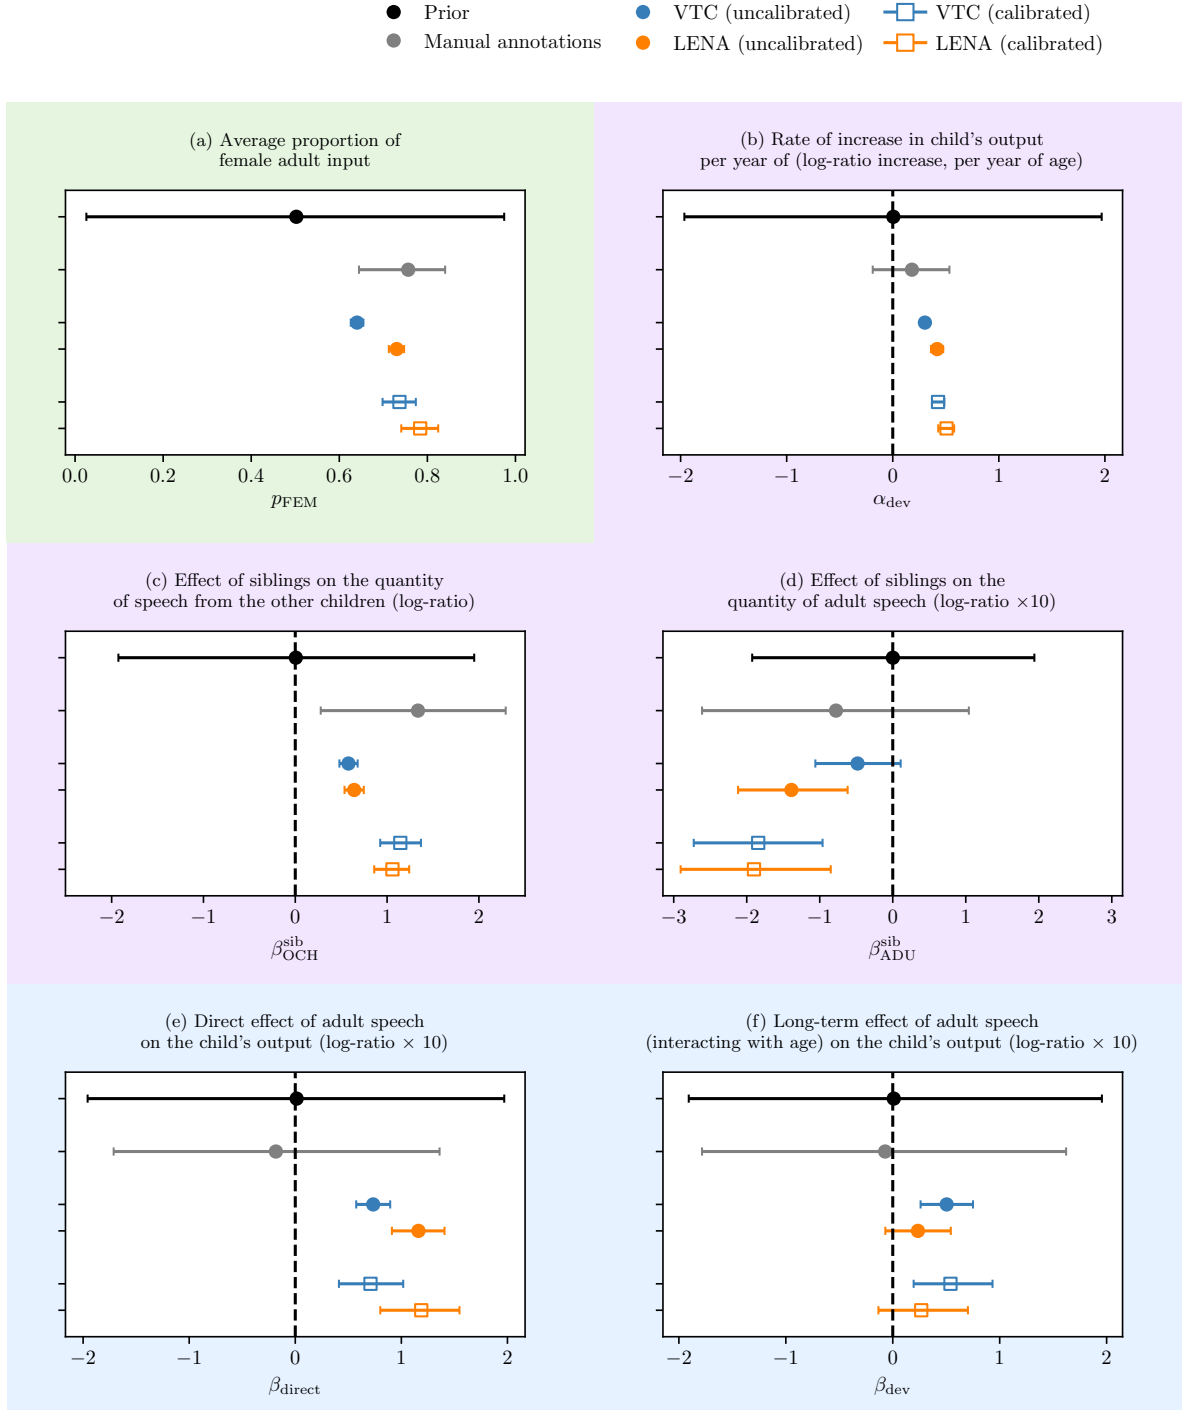 Prior
Manual annotations
VTC (uncalibrated)
LENA (uncalibrated)
VTC (calibrated)
LENA (calibrated)
(a) Average proportion of
female adult input
0.0 0.2 0.4 0.6 0.8 1.0
p_FEM
(b) Rate of increase in child's output
per year of (log-ratio increase, per year of age)
−2 −1 0 1 2
α_dev
(c) Effect of siblings on the quantity
of speech from the other children (log-ratio)
−2 −1 0 1 2
β^sib_OCH
(d) Effect of siblings on the
quantity of adult speech (log-ratio ×10)
−3 −2 −1 0 1 2 3
β^sib_ADU
(e) Direct effect of adult speech
on the child's output (log-ratio × 10)
−2 −1 0 1 2
β_direct
(f) Long-term effect of adult speech
(interacting with age) on the child's output (log-ratio × 10)
−2 −1 0 1 2
β_dev